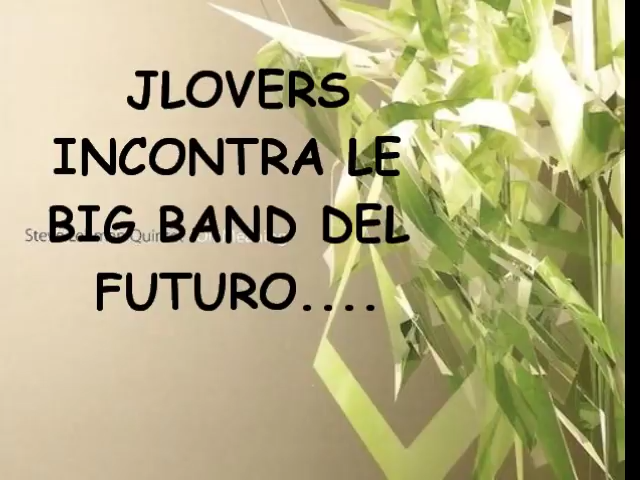 JLOVERS
INCONTRA LE
BIG BAND DEL
FUTURO....